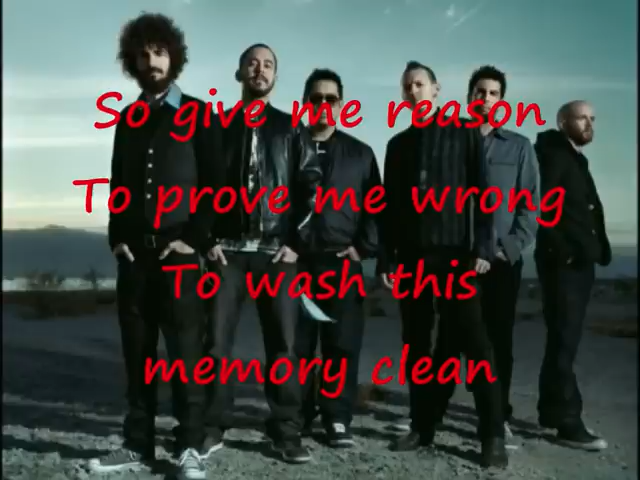 So give me reason
To prove me wrong
To wash this
memory clean